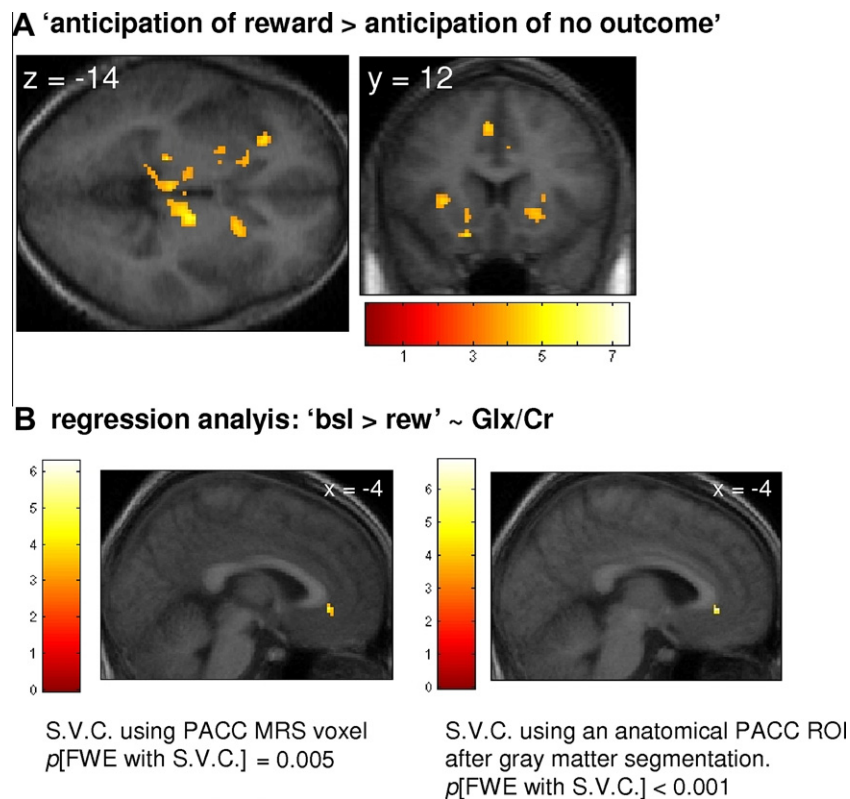 A 'anticipation of reward > anticipation of no outcome'
z = -14
y = 12
1 3 5 7
B regression analyis: 'bsl > rew' ~ Glx/Cr
6
5
4
3
2
1
0
x = -4
6
5
4
3
2
1
0
x = -4
S.V.C. using PACC MRS voxel
p[FWE with S.V.C.] = 0.005
S.V.C. using an anatomical PACC ROI
after gray matter segmentation.
p[FWE with S.V.C.] < 0.001